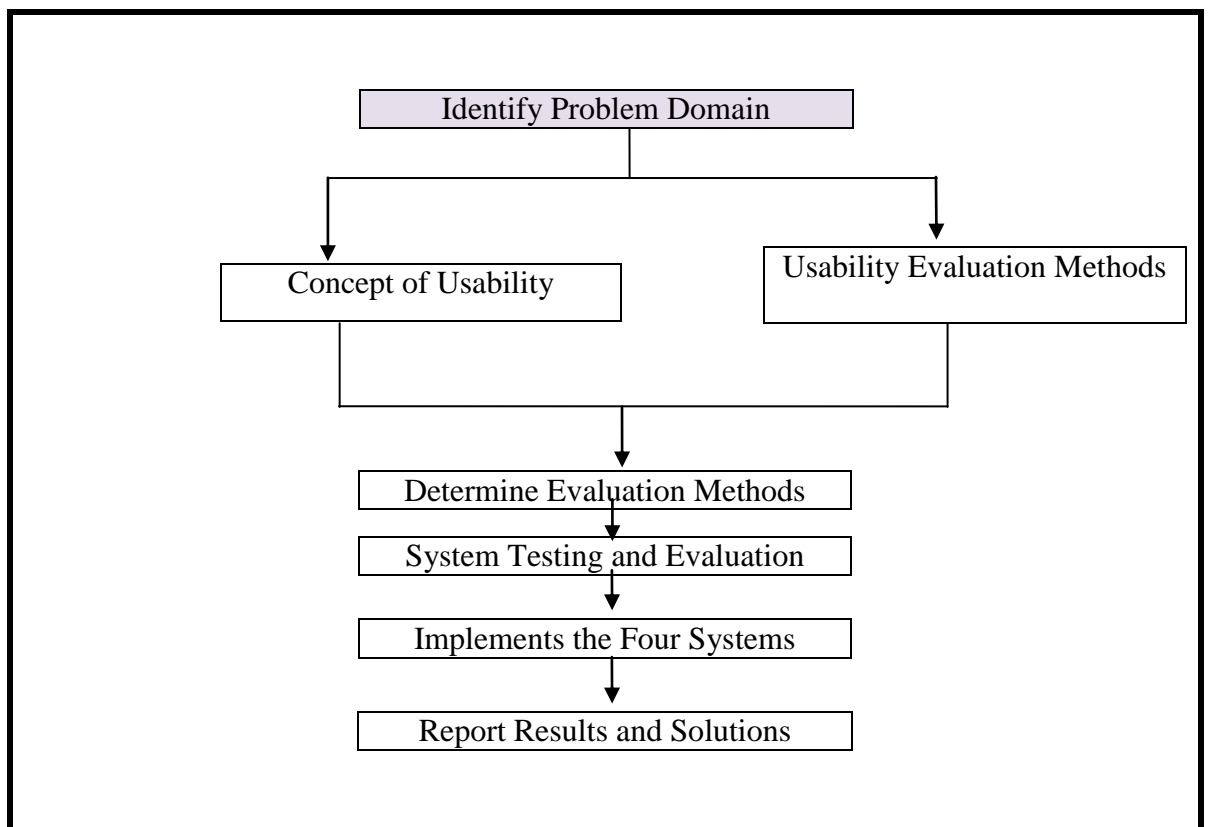 Identify Problem Domain
Concept of Usability
Usability Evaluation Methods
Determine Evaluation Methods
System Testing and Evaluation
Implements the Four Systems
Report Results and Solutions